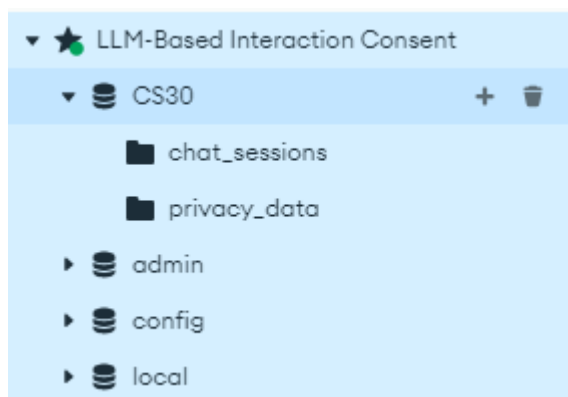 LLM-Based Interaction Consent
CS30
chat_sessions
privacy_data
admin
config
local